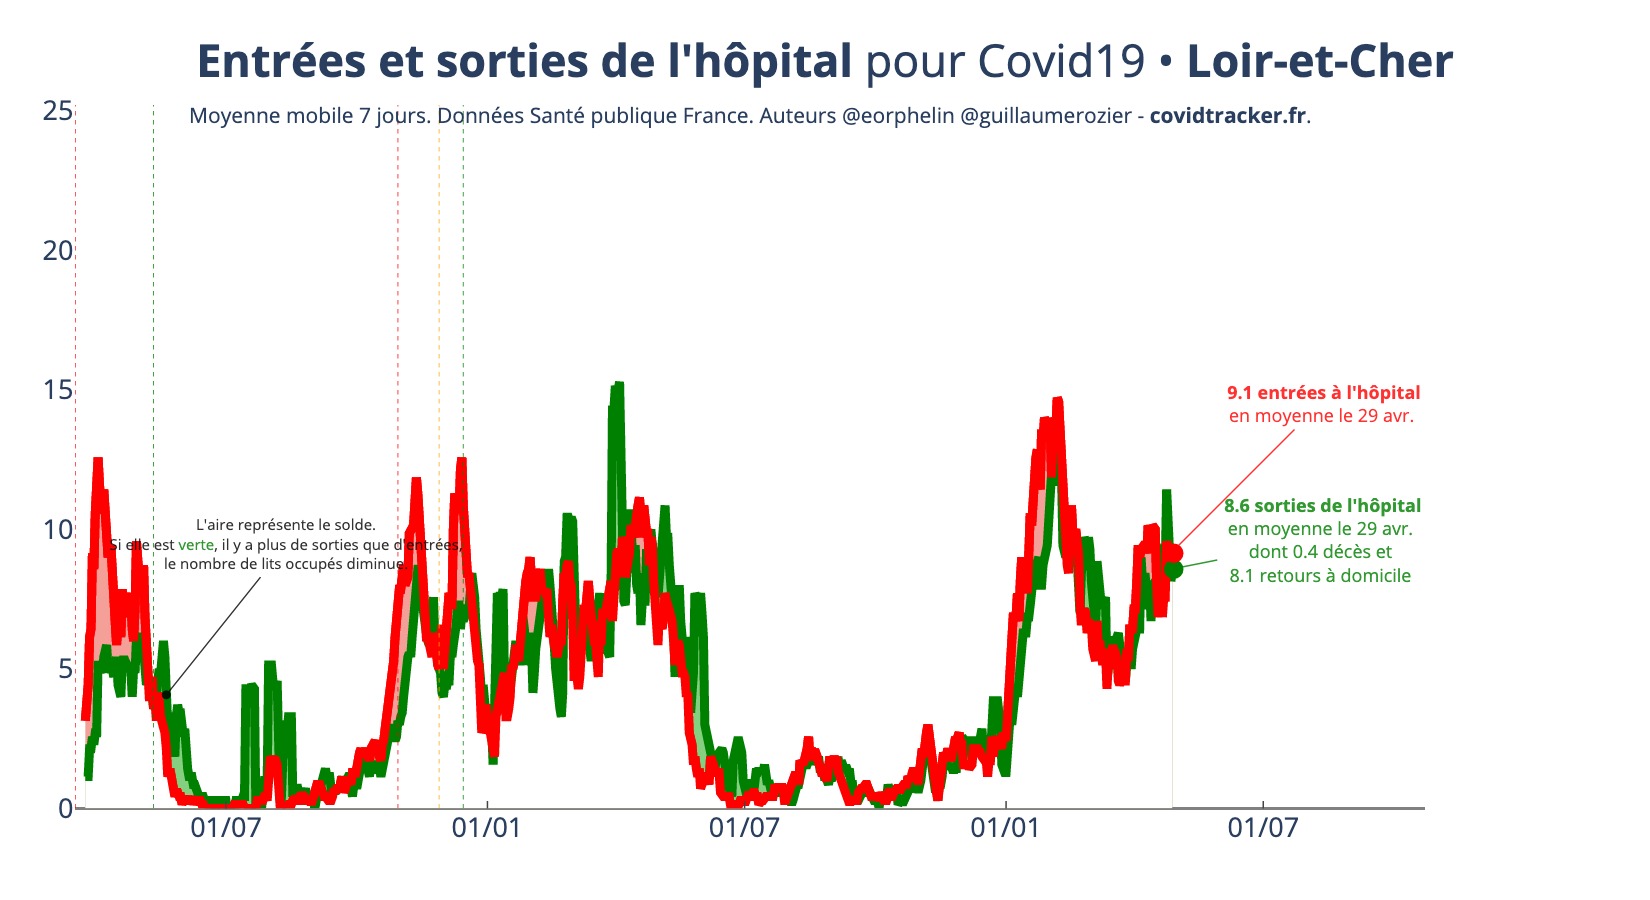 Entrées et sorties de l'hôpital pour Covid19 • Loir-et-Cher
Moyenne mobile 7 jours. Données Santé publique France. Auteurs @eorphelin @guillaumerozier - covidtracker.fr.
25
20
15
10
5
0
L'aire représente le solde.
Si elle est verte, il y a plus de sorties que d'entrées,
le nombre de lits occupés diminue.
9.1 entrées à l'hôpital
en moyenne le 29 avr.
8.6 sorties de l'hôpital
en moyenne le 29 avr.
dont 0.4 décès et
8.1 retours à domicile
01/07
01/01
01/07
01/01
01/07